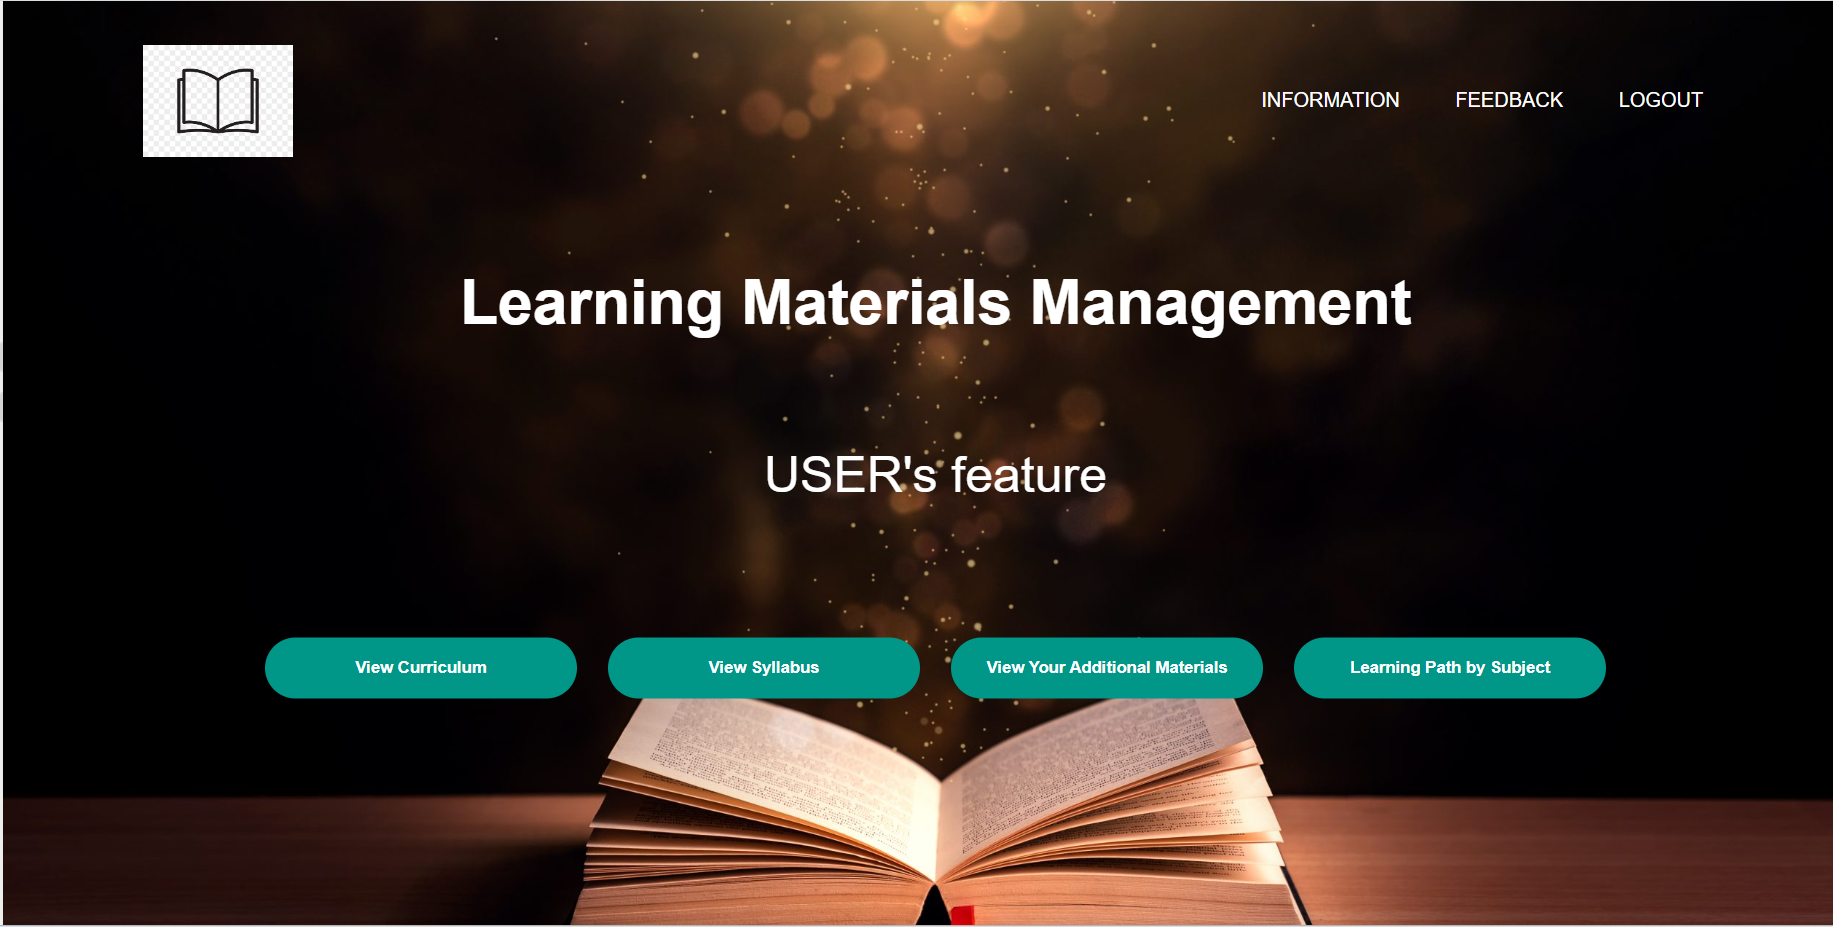 INFORMATION FEEDBACK LOGOUT
Learning Materials Management
USER's feature
View Curriculum View Syllabus View Your Additional Materials Learning Path by Subject